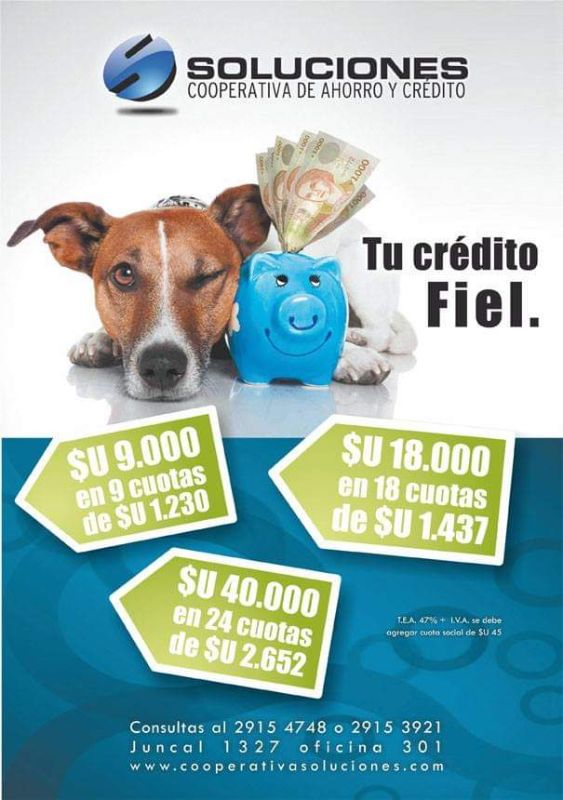 SOLUCIONES
COOPERATIVA DE AHORRO Y CRÉDITO
Tu crédito
Fiel.
$U 9.000
en 9 cuotas
de $U 1.230
$U 18.000
en 18 cuotas
de $U 1.437
$U 40.000
en 24 cuotas
de $U 2.652
T.E.A. 47% + I.V.A. se debe
agregar cuota social de $U 45
Consultas al 2915 4748 o 2915 3921
Juncal 1327 oficina 301
www.cooperativasoluciones.com